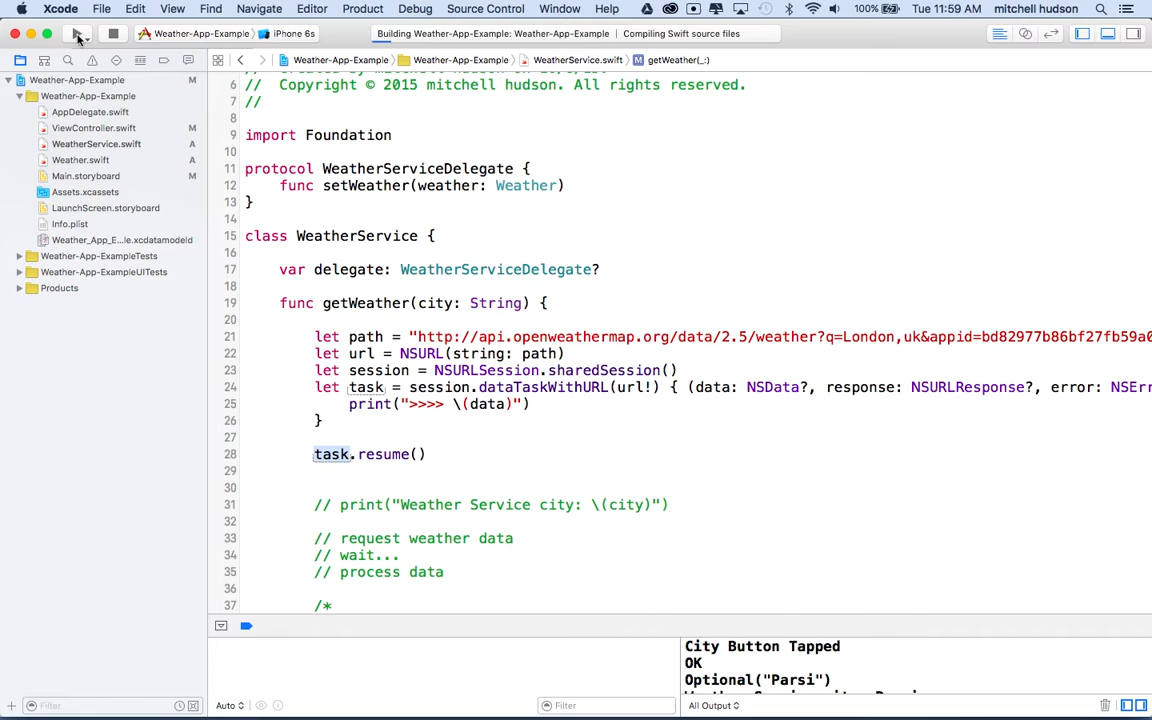 Xcode File Edit View Find Navigate Editor Product Debug Source Control Window Help 100% Tue 11:59 AM mitchell hudson
Weather-App-Example iPhone 6s Building Weather-App-Example: Weather-App-Example Compiling Swift source files
Weather-App-Example Weather-App-Example WeatherService.swift M getWeather(_:)
Weather-App-Example M
Weather-App-Example
AppDelegate.swift
ViewController.swift M
WeatherService.swift A
Weather.swift A
Main.storyboard M
Assets.xcassets
LaunchScreen.storyboard
Info.plist
Weather_App_E...le.xcdatamodeld
Weather-App-ExampleTests
Weather-App-ExampleUITests
Products
Filter
6 // Copyright © 2015 mitchell hudson. All rights reserved.
7 //
8
9 import Foundation
10
11 protocol WeatherServiceDelegate {
12 func setWeather(weather: Weather)
13 }
14
15 class WeatherService {
16
17 var delegate: WeatherServiceDelegate?
18
19 func getWeather(city: String) {
20
21 let path = "http://api.openweathermap.org/data/2.5/weather?q=London,uk&appid=bd82977b86bf27fb59a0
22 let url = NSURL(string: path)
23 let session = NSURLSession.sharedSession()
24 let task = session.dataTaskWithURL(url!) { (data: NSData?, response: NSURLResponse?, error: NSErr
25 print(">>>> \(data)")
26 }
27
28 task.resume()
29
30
31 // print("Weather Service city: \(city)")
32
33 // request weather data
34 // wait...
35 // process data
36
37 /*
City Button Tapped
OK
Optional("Parsi")
Auto Filter All Output